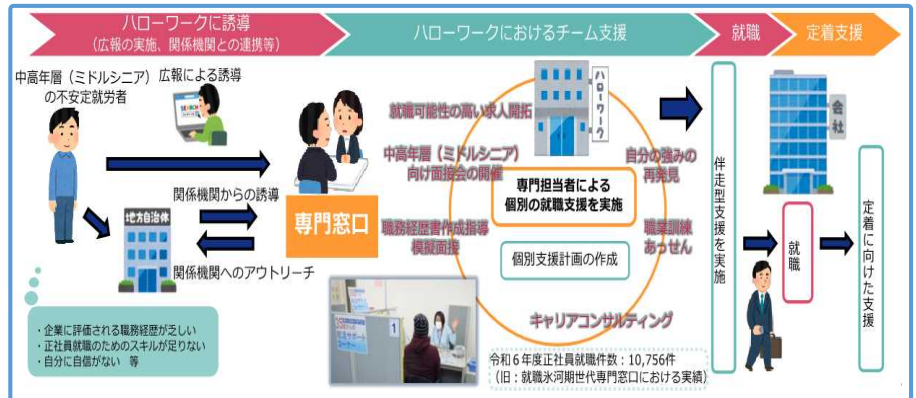 ハローワークに誘導
（広報の実施、関係機関との連携等）
ハローワークにおけるチーム支援
就職
定着支援
中高年層（ミドルシニア）
の不安定就労者
広報による誘導
SEARCH
関係機関からの誘導
地方自治体
関係機関へのアウトリーチ
専門窓口
・企業に評価される職務経歴が乏しい
・正社員就職のためのスキルが足りない
・自分に自信がない　等
ハローワーク
就職可能性の高い求人開拓
中高年層（ミドルシニア）
向け面接会の開催
自分の強みの
再発見
専門担当者による
個別の就職支援を実施
職務経歴書作成指導
模擬面接
職業訓練
あっせん
個別支援計画の作成
キャリアコンサルティング
1
令和６年度正社員就職件数：10,756件
（旧：就職氷河期世代専門窓口における実績）
伴走型支援を実施
会社
就職
定着に向けた支援